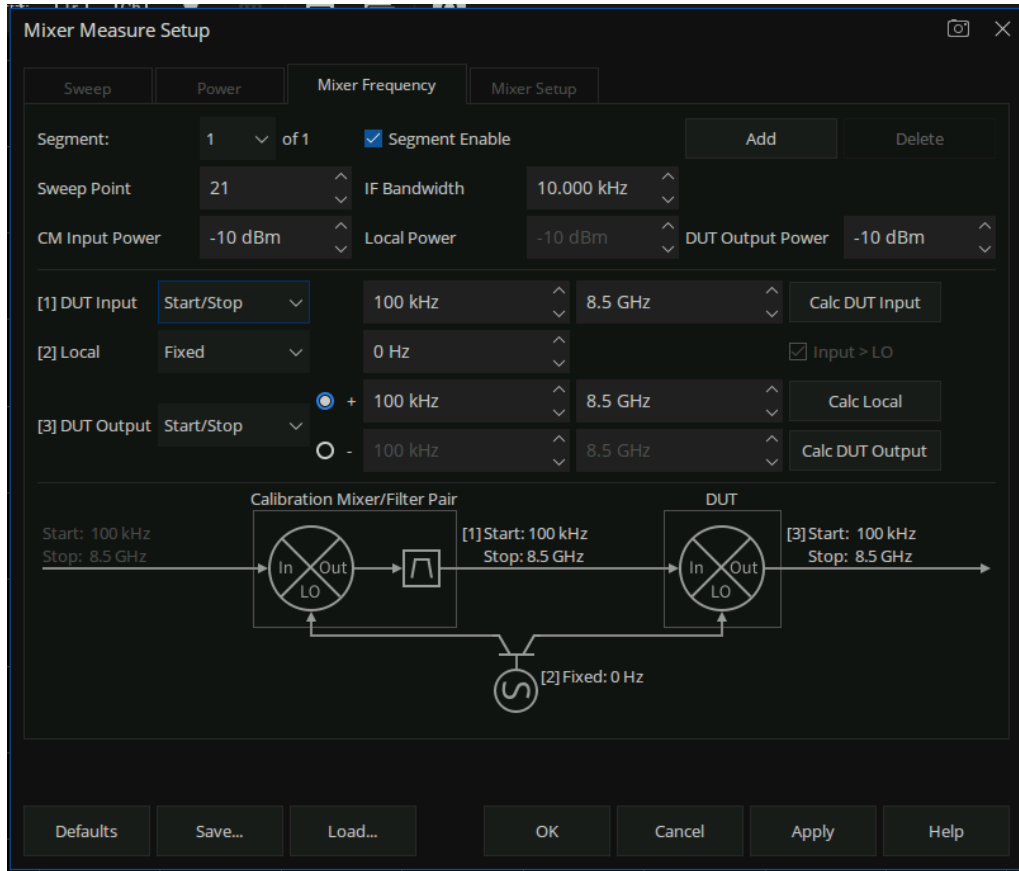 Mixer Measure Setup
Sweep Power Mixer Frequency Mixer Setup
Segment: 1 of 1 Segment Enable Add Delete
Sweep Point 21 IF Bandwidth 10.000 kHz
CM Input Power -10 dBm Local Power -10 dBm DUT Output Power -10 dBm
[1] DUT Input Start/Stop 100 kHz 8.5 GHz Calc DUT Input
[2] Local Fixed 0 Hz Input > LO
+ 100 kHz 8.5 GHz Calc Local
[3] DUT Output Start/Stop
- 100 kHz 8.5 GHz Calc DUT Output
Calibration Mixer/Filter Pair DUT
Start: 100 kHz [1] Start: 100 kHz [3] Start: 100 kHz
Stop: 8.5 GHz Stop: 8.5 GHz Stop: 8.5 GHz
In Out In Out
LO LO
[2] Fixed: 0 Hz
Defaults Save... Load... OK Cancel Apply Help